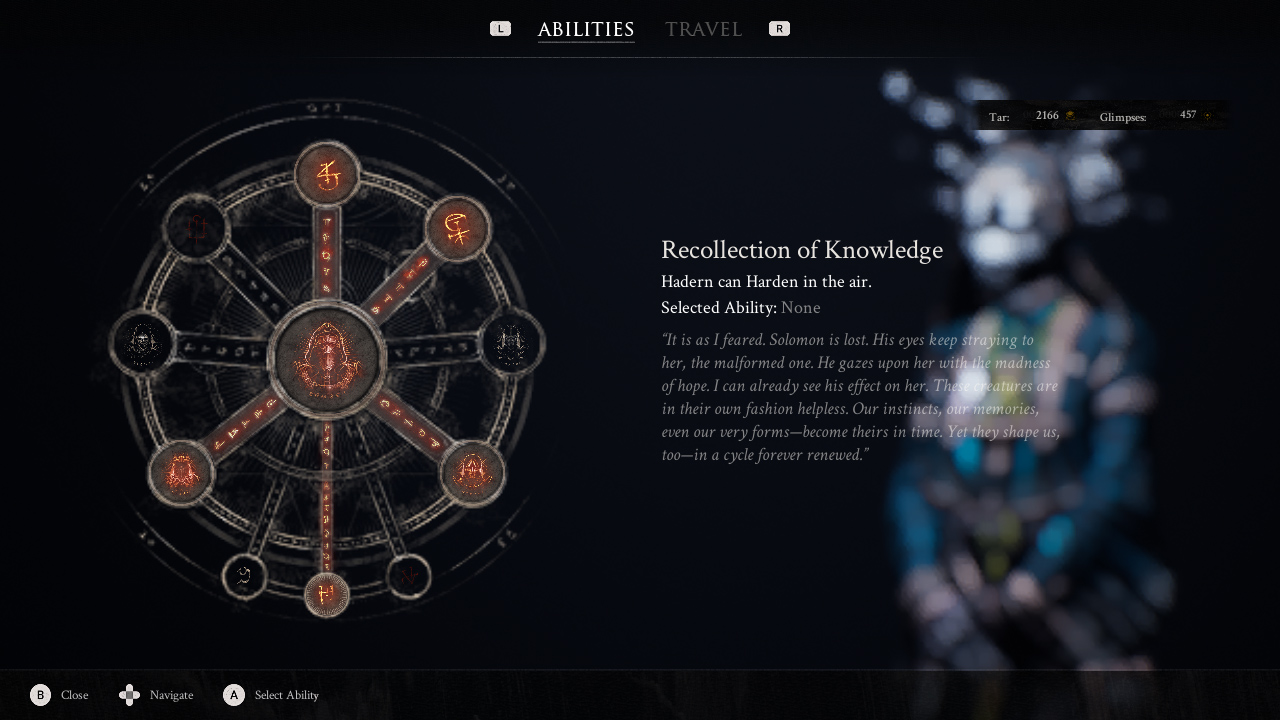 L ABILITIES TRAVEL R
Tar: 2166 Glimpses: 457
Recollection of Knowledge
Hadern can Harden in the air.
Selected Ability: None
“It is as I feared. Solomon is lost. His eyes keep straying to
her, the malformed one. He gazes upon her with the madness
of hope. I can already see his effect on her. These creatures are
in their own fashion helpless. Our instincts, our memories,
even our very forms—become theirs in time. Yet they shape us,
too—in a cycle forever renewed.”
B Close Navigate A Select Ability